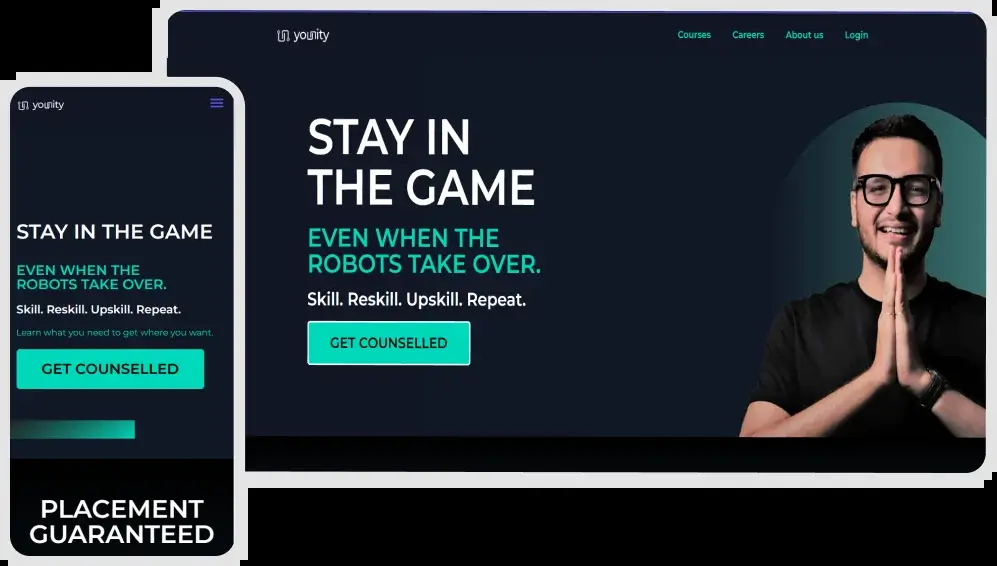 younity
Courses Careers About us Login
STAY IN
THE GAME
EVEN WHEN THE
ROBOTS TAKE OVER.
Skill. Reskill. Upskill. Repeat.
GET COUNSELLED
younity
STAY IN THE GAME
EVEN WHEN THE
ROBOTS TAKE OVER.
Skill. Reskill. Upskill. Repeat.
Learn what you need to get where you want.
GET COUNSELLED
PLACEMENT
GUARANTEED